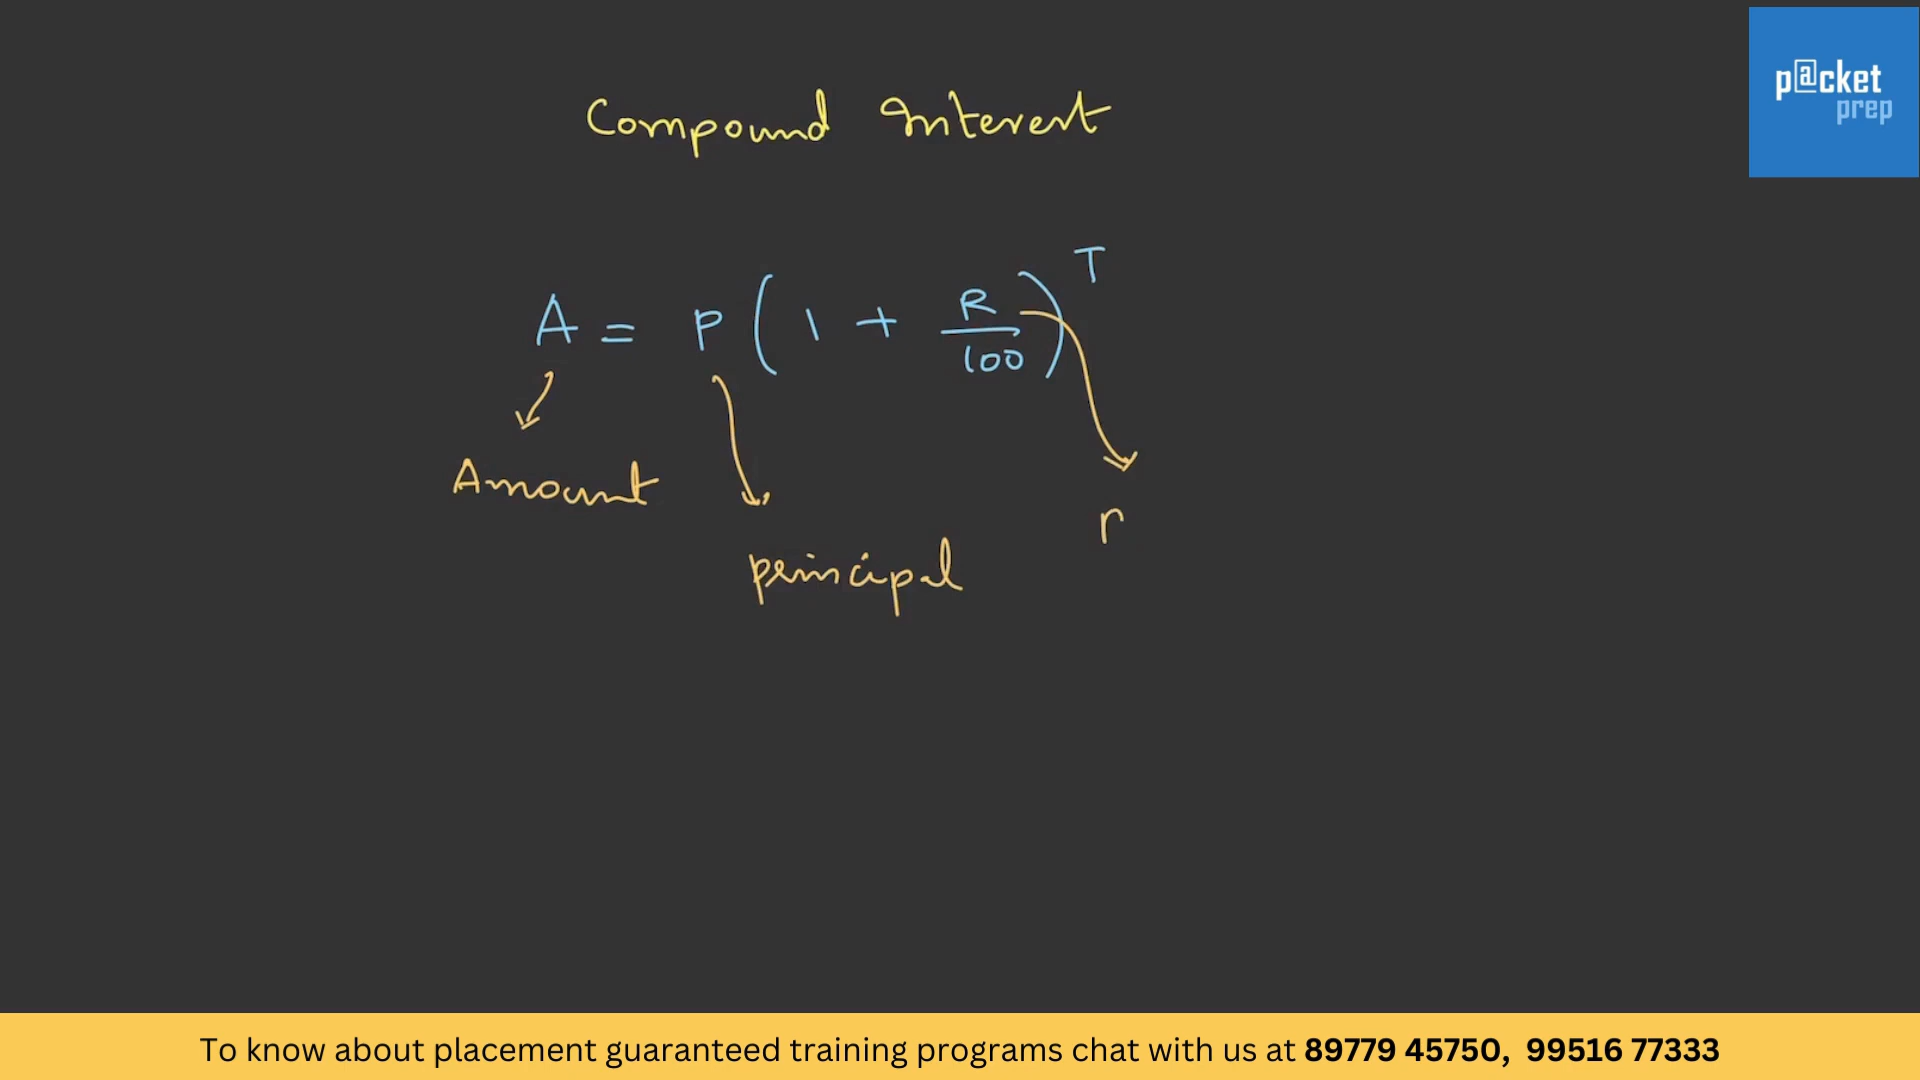 p@cket
prep
Compound Interest
A = P ( 1 + R/100 )^T
Amount
r
principal
To know about placement guaranteed training programs chat with us at 89779 45750, 99516 77333